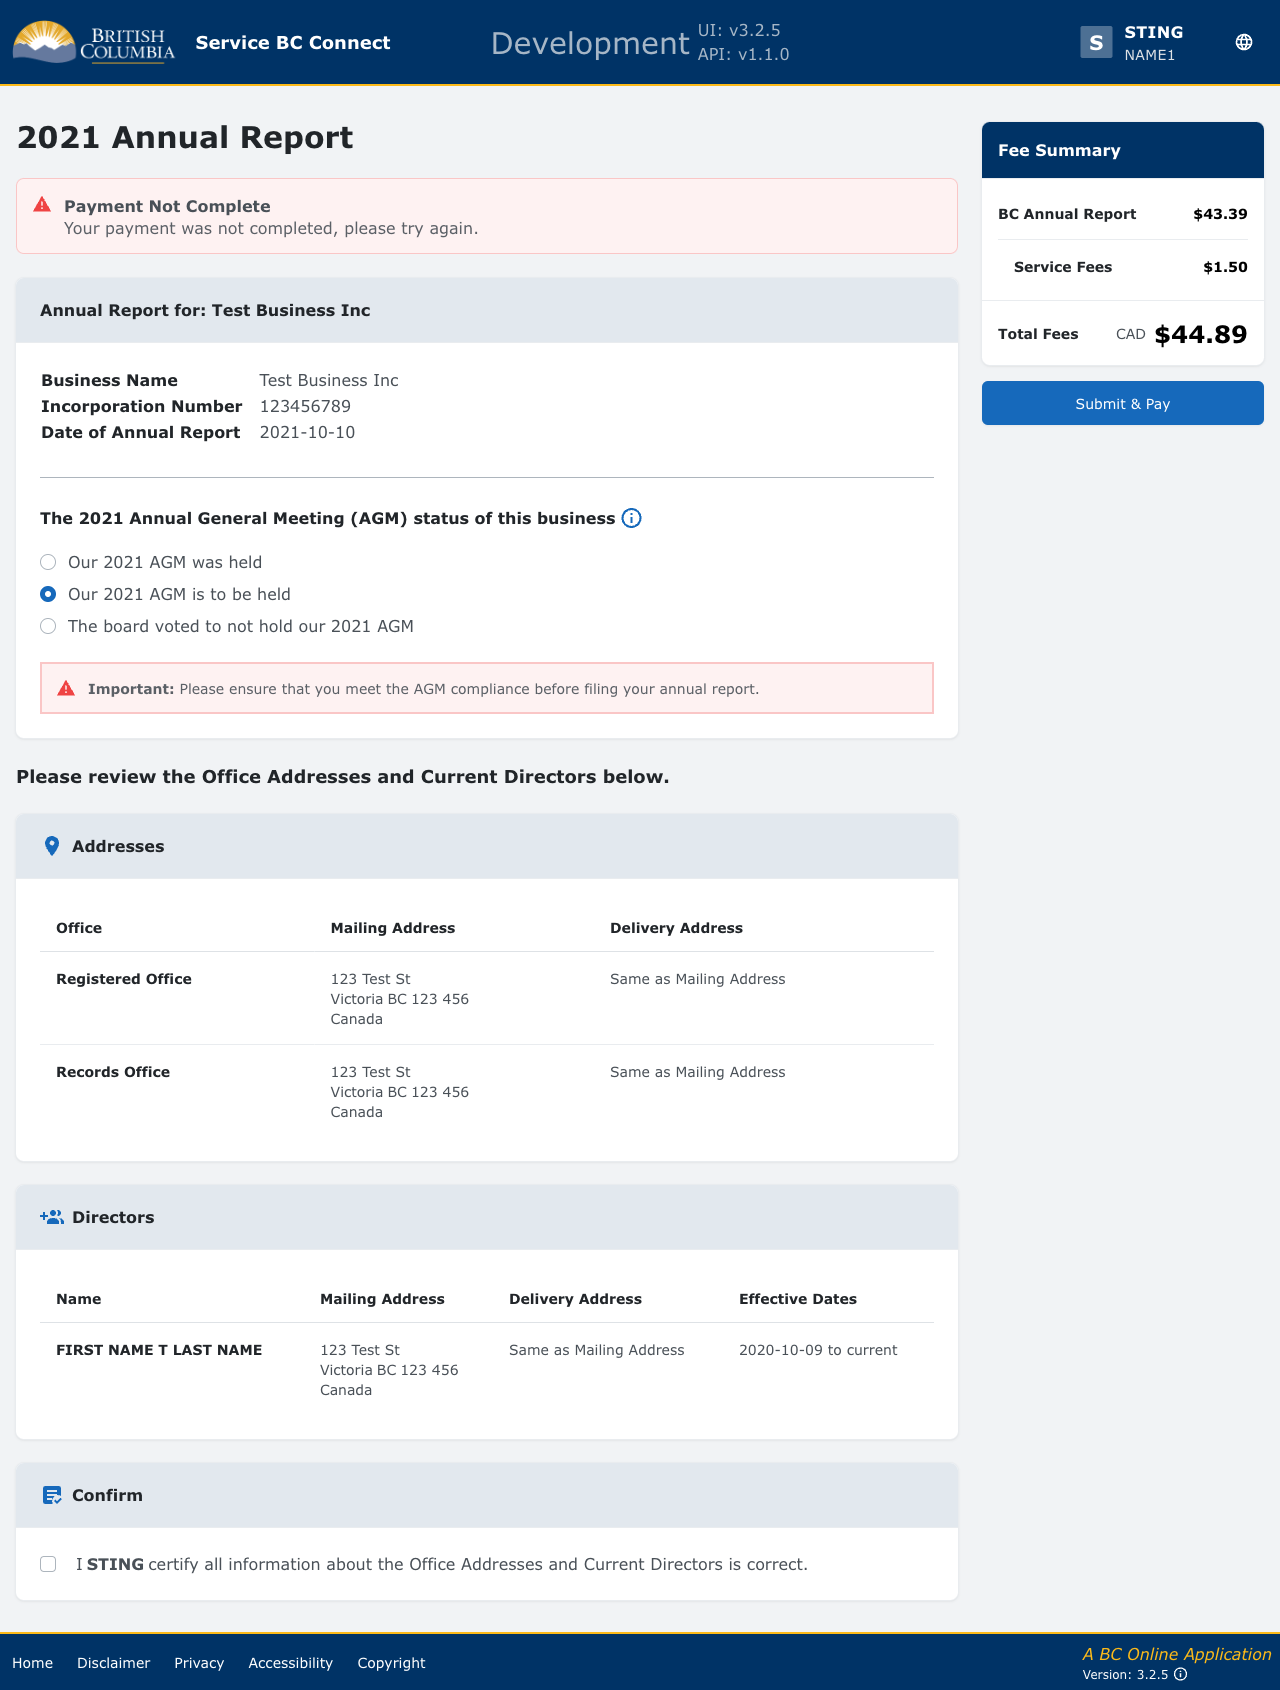 BRITISH
COLUMBIA
Service BC Connect
Development
UI: v3.2.5
API: v1.1.0
S
STING
NAME1
2021 Annual Report
Payment Not Complete
Your payment was not completed, please try again.
Annual Report for: Test Business Inc
Business Name Test Business Inc
Incorporation Number 123456789
Date of Annual Report 2021-10-10
The 2021 Annual General Meeting (AGM) status of this business
Our 2021 AGM was held
Our 2021 AGM is to be held
The board voted to not hold our 2021 AGM
Important: Please ensure that you meet the AGM compliance before filing your annual report.
Please review the Office Addresses and Current Directors below.
Addresses
Office Mailing Address Delivery Address
Registered Office 123 Test St Same as Mailing Address
Victoria BC 123 456
Canada
Records Office 123 Test St Same as Mailing Address
Victoria BC 123 456
Canada
Directors
Name Mailing Address Delivery Address Effective Dates
FIRST NAME T LAST NAME 123 Test St Same as Mailing Address 2020-10-09 to current
Victoria BC 123 456
Canada
Confirm
I STING certify all information about the Office Addresses and Current Directors is correct.
Fee Summary
BC Annual Report $43.39
Service Fees $1.50
Total Fees CAD $44.89
Submit & Pay
Home Disclaimer Privacy Accessibility Copyright
A BC Online Application
Version: 3.2.5